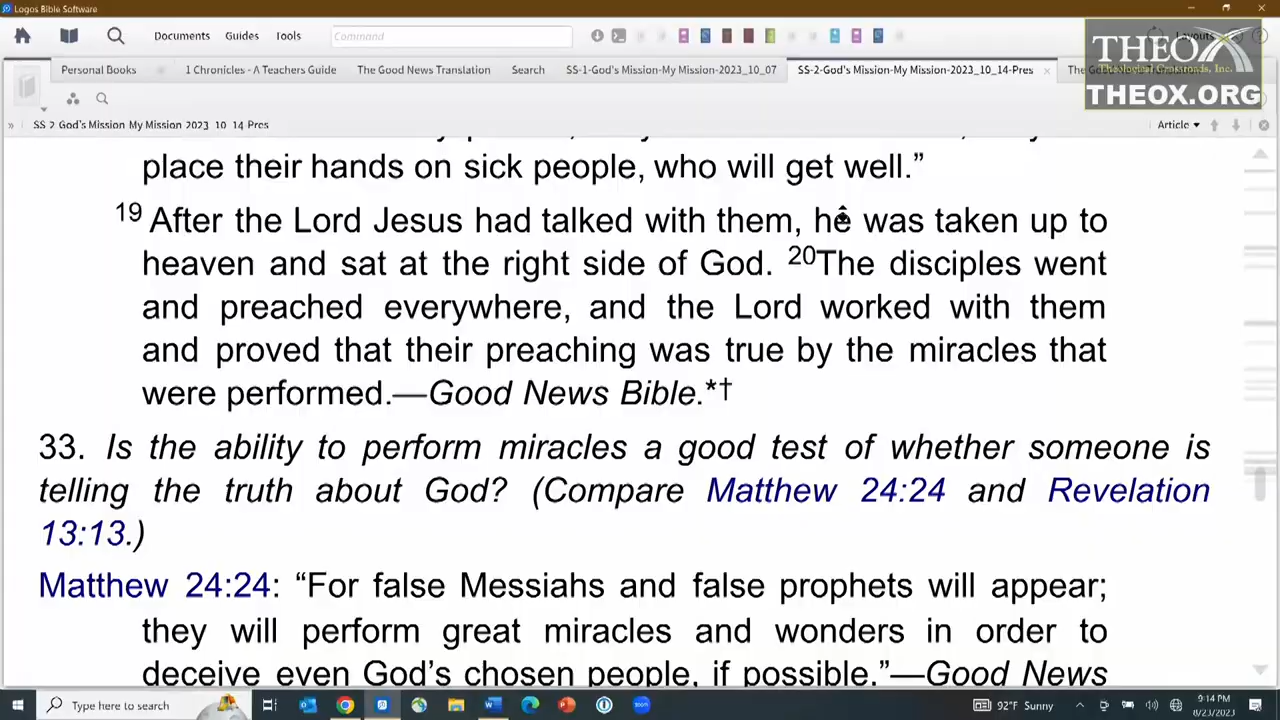 Logos Bible Software
Documents Guides Tools Command Layouts
THEOX
Theological Crossroads, Inc.
THEOX.ORG
Personal Books 1 Chronicles - A Teachers Guide The Good News Translation Search SS-1-God's Mission-My Mission-2023_10_07 SS-2-God's Mission-My Mission-2023_10_14-Pres
» SS-2-God's Mission-My Mission-2023_10_14-Pres Article
place their hands on sick people, who will get well.”
19 After the Lord Jesus had talked with them, he was taken up to
heaven and sat at the right side of God. 20The disciples went
and preached everywhere, and the Lord worked with them
and proved that their preaching was true by the miracles that
were performed.—Good News Bible.*†
33. Is the ability to perform miracles a good test of whether someone is
telling the truth about God? (Compare Matthew 24:24 and Revelation
13:13.)
Matthew 24:24: “For false Messiahs and false prophets will appear;
they will perform great miracles and wonders in order to
deceive even God’s chosen people, if possible.”—Good News
Type here to search 92°F Sunny 9:14 PM
8/23/2023